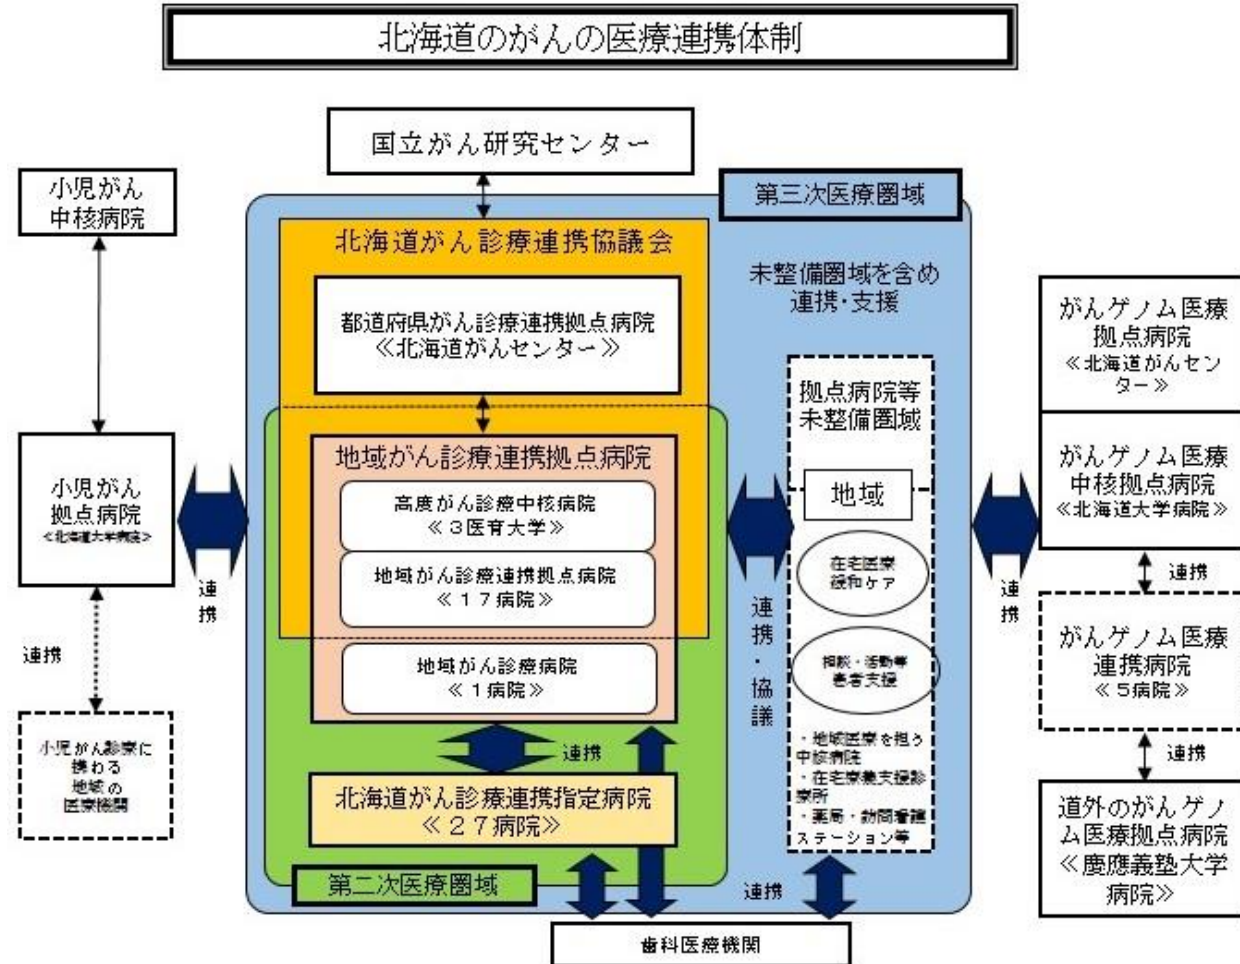 北海道のがんの医療連携体制
国立がん研究センター
小児がん
中核病院
第三次医療圏域
北海道がん診療連携協議会
未整備圏域を含め
連携・支援
都道府県がん診療連携拠点病院
≪北海道がんセンター≫
がんゲノム医療
拠点病院
≪北海道がんセン
ター≫
拠点病院等
未整備圏域
小児がん
拠点病院
≪北海道大学病院≫
連携
地域がん診療連携拠点病院
高度がん診療中核病院
≪３医育大学≫
地域がん診療連携拠点病院
≪１７病院≫
地域がん診療病院
≪１病院≫
連携・協議
地域
在宅医療
緩和ケア
相談・活動等
患者支援
・地域医療を担う
中核病院
・在宅療養支援診
療所
・薬局・訪問看護
ステーション等
連携
がんゲノム医療
中核拠点病院
≪北海道大学病院≫
連携
がんゲノム医療
連携病院
≪５病院≫
連携
道外のがんゲノ
ム医療拠点病院
≪慶應義塾大学
病院≫
連携
小児がん診療に
携わる
地域の
医療機関
連携
北海道がん診療連携指定病院
≪２７病院≫
第二次医療圏域
連携
歯科医療機関